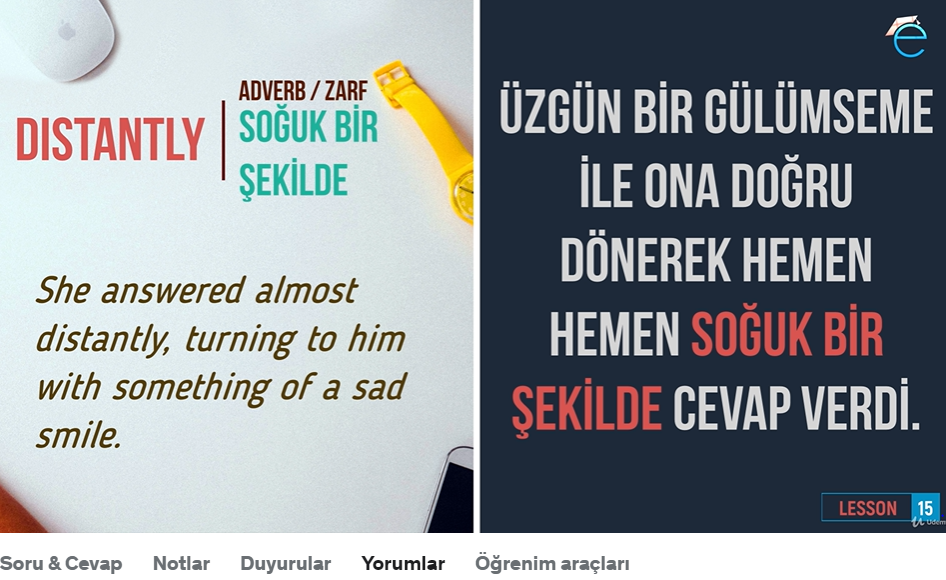 DISTANTLY
ADVERB / ZARF
SOĞUK BİR
ŞEKİLDE
She answered almost
distantly, turning to him
with something of a sad
smile.
ÜZGÜN BİR GÜLÜMSEME
İLE ONA DOĞRU
DÖNEREK HEMEN
HEMEN SOĞUK BİR
ŞEKİLDE CEVAP VERDİ.
LESSON 15
Soru & Cevap Notlar Duyurular Yorumlar Öğrenim araçları